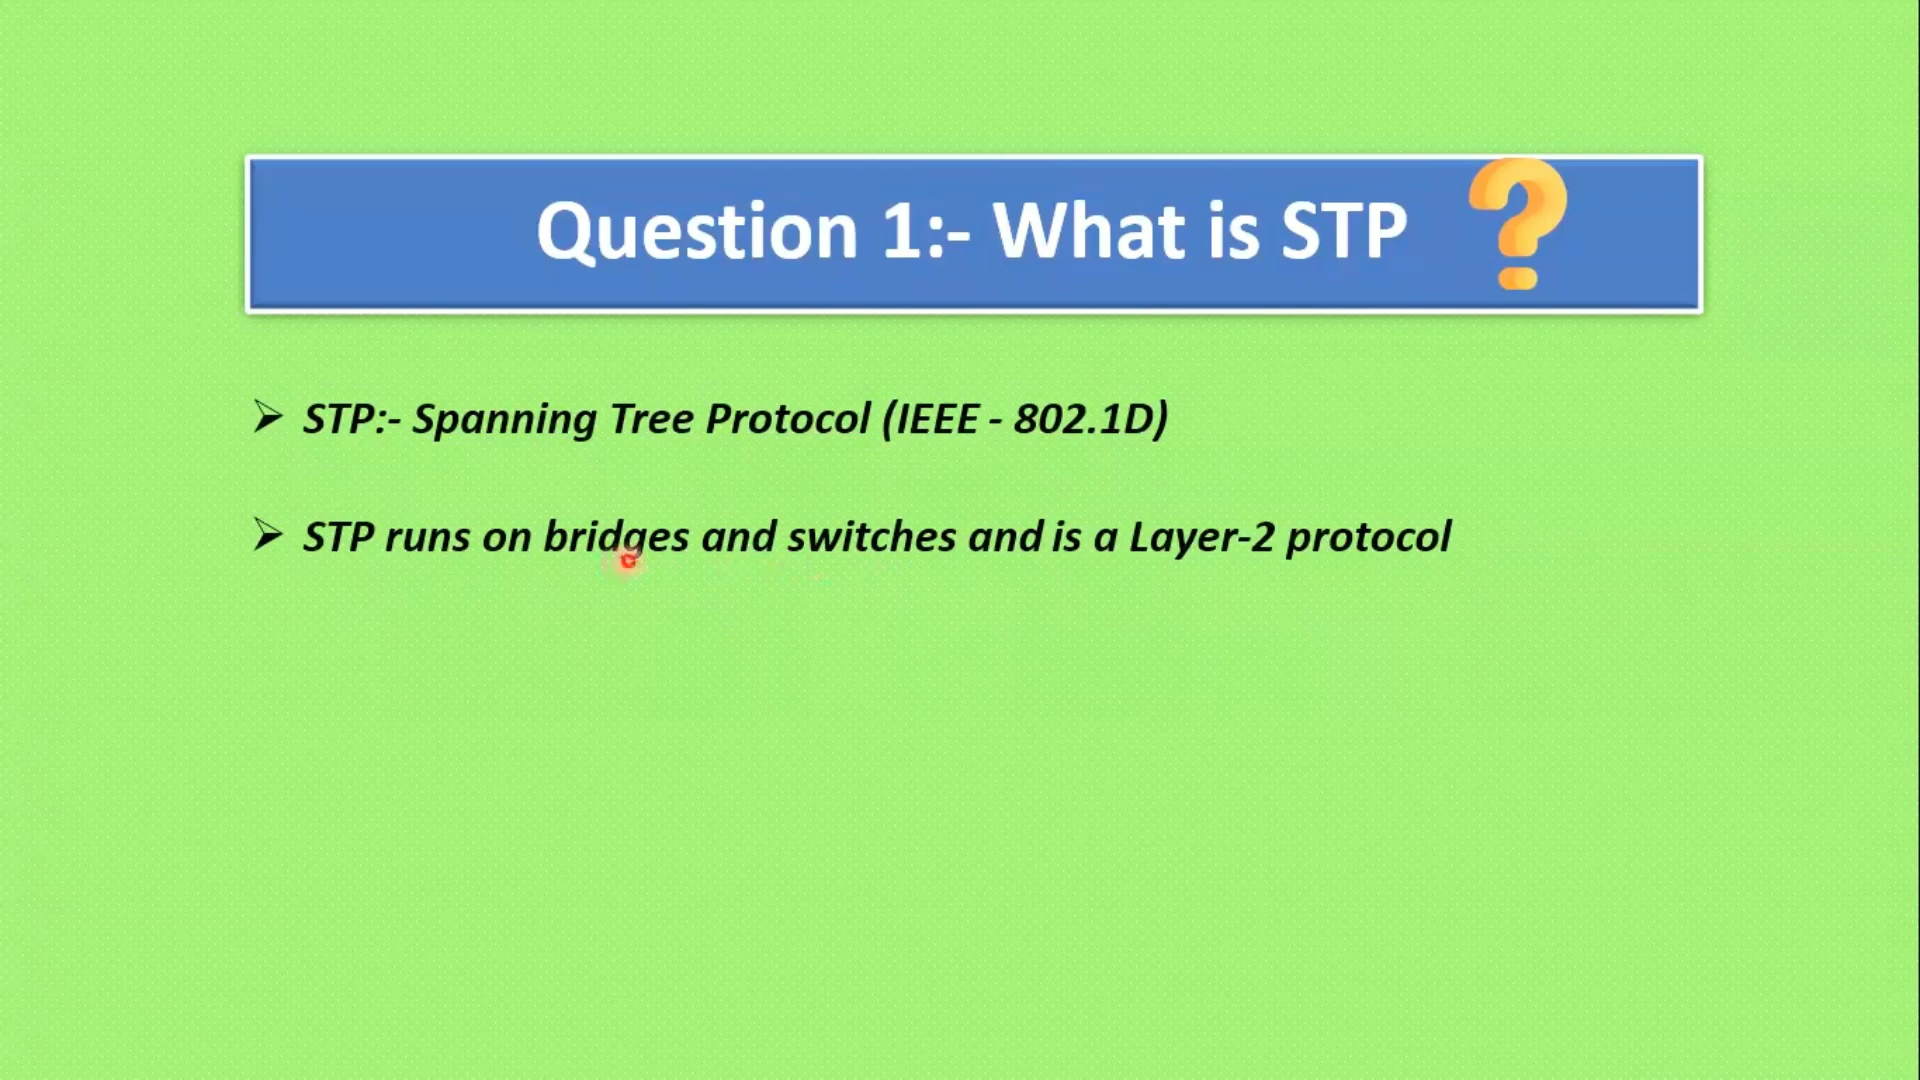 Question 1:- What is STP ?
STP:- Spanning Tree Protocol (IEEE - 802.1D)
STP runs on bridges and switches and is a Layer-2 protocol